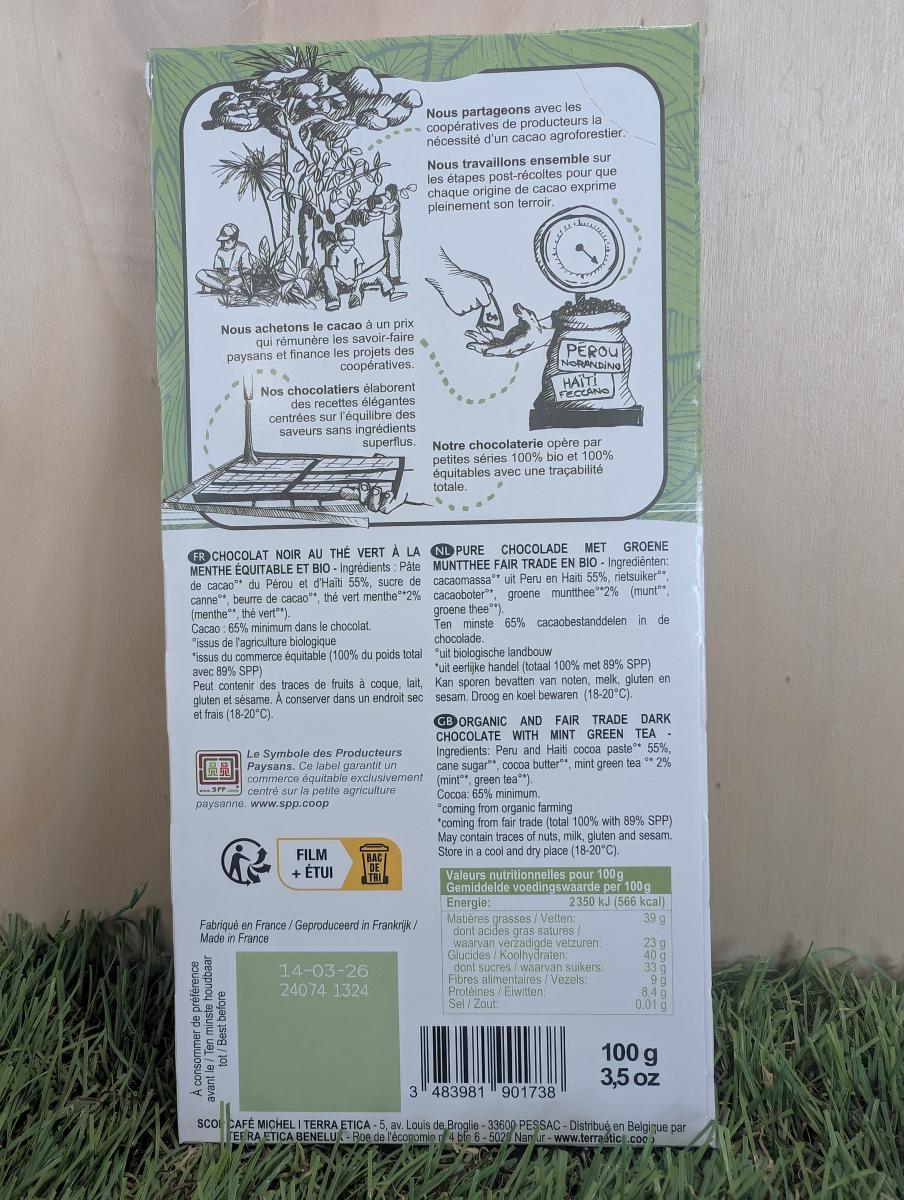 Nous partageons avec les
coopératives de producteurs la
nécessité d'un cacao agroforestier.
Nous travaillons ensemble sur
les étapes post-récoltes pour que
chaque origine de cacao exprime
pleinement son terroir.
Nous achetons le cacao à un prix
qui rémunère les savoir-faire
paysans et finance les projets des
coopératives.
PÉROU
NORANDINO
HAÏTI
FECCANO
Nos chocolatiers élaborent
des recettes élégantes
centrées sur l'équilibre des
saveurs sans ingrédients
superflus.
Notre chocolaterie opère par
petites séries 100% bio et 100%
équitables avec une traçabilité
totale.
FR CHOCOLAT NOIR AU THÉ VERT À LA
MENTHE ÉQUITABLE ET BIO - Ingrédients : Pâte
de cacao°* du Pérou et d'Haïti 55%, sucre de
canne°*, beurre de cacao°*, thé vert menthe°*2%
(menthe°*, thé vert°*).
Cacao : 65% minimum dans le chocolat.
°issus de l'agriculture biologique
*issus du commerce équitable (100% du poids total
avec 89% SPP)
Peut contenir des traces de fruits à coque, lait,
gluten et sésame. À conserver dans un endroit sec
et frais (18-20°C).
NL PURE CHOCOLADE MET GROENE
MUNTTHEE FAIR TRADE EN BIO - Ingrediënten:
cacaomassa°* uit Peru en Haiti 55%, rietsuiker°*,
cacaoboter°*, groene muntthee°*2% (munt°*,
groene thee°*).
Ten minste 65% cacaobestanddelen in de
chocolade.
°uit biologische landbouw
*uit eerlijke handel (totaal 100% met 89% SPP)
Kan sporen bevatten van noten, melk, gluten en
sesam. Droog en koel bewaren (18-20°C).
GB ORGANIC AND FAIR TRADE DARK
CHOCOLATE WITH MINT GREEN TEA -
Ingredients: Peru and Haiti cocoa paste°* 55%,
cane sugar°*, cocoa butter°*, mint green tea °* 2%
(mint°*, green tea°*).
Cocoa: 65% minimum.
°coming from organic farming
*coming from fair trade (total 100% with 89% SPP)
May contain traces of nuts, milk, gluten and sesam.
Store in a cool and dry place (18-20°C).
www.SPP.coop
Le Symbole des Producteurs
Paysans. Ce label garantit un
commerce équitable exclusivement
centré sur la petite agriculture
paysanne. www.spp.coop
FILM
+ ÉTUI
BAC
DE
TRI
Valeurs nutritionnelles pour 100g
Gemiddelde voedingswaarde per 100g
Energie: 2350 kJ (566 kcal)
Matières grasses / Vetten: 39 g
dont acides gras saturés /
waarvan verzadigde vetzuren: 23 g
Glucides / Koolhydraten: 40 g
dont sucres / waarvan suikers: 33 g
Fibres alimentaires / Vezels: 9 g
Protéines / Eiwitten: 8,4 g
Sel / Zout: 0,01 g
Fabriqué en France / Geproduceerd in Frankrijk /
Made in France
À consommer de préférence
avant le / Ten minste houdbaar
tot / Best before
14-03-26
24074 1324
3 483981 901738
100 g
3,5 oz
CAFÉ MICHEL I TERRA ETICA - 5, av. Louis de Broglie - 33600 PESSAC - Distribué en Belgique par
TERRA ETICA BENELUX - Rue de l'économie 4 bte 6 - Namur - www.terraetica.com